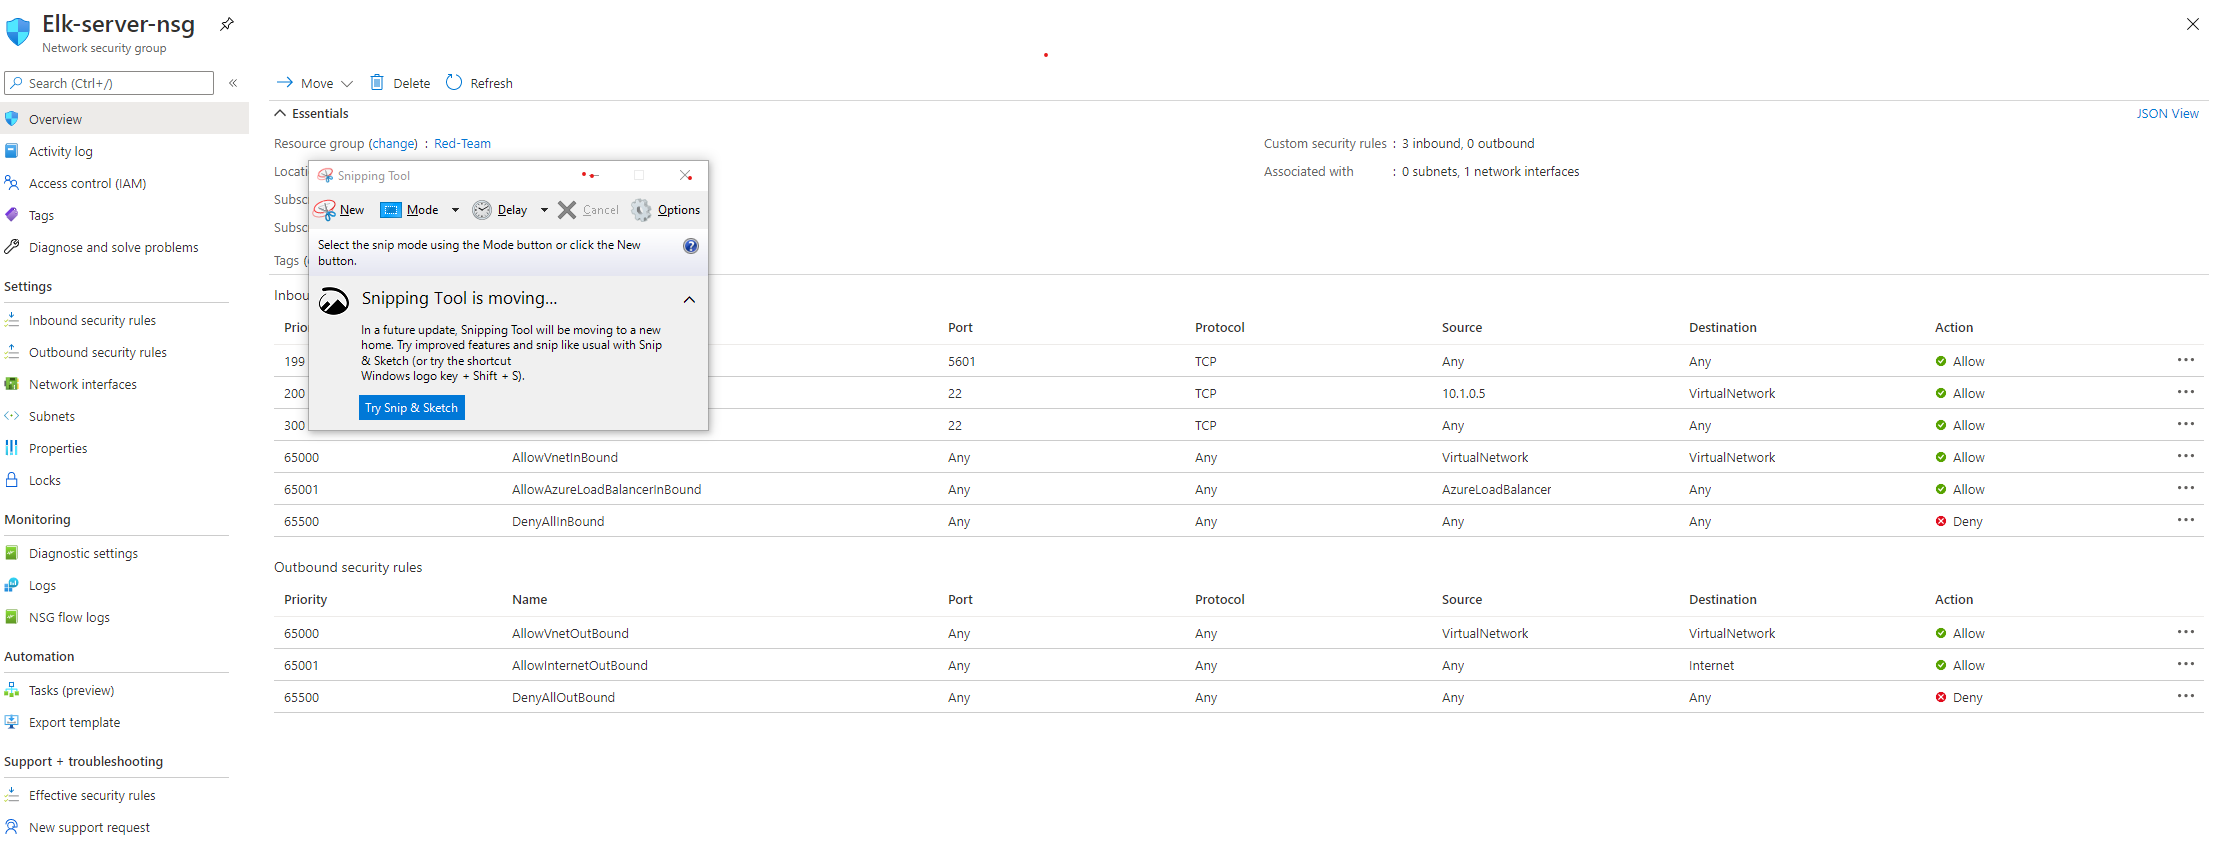 Elk-server-nsg
Network security group
Search (Ctrl+/)
«
Move
Delete
Refresh
Overview
Activity log
Access control (IAM)
Tags
Diagnose and solve problems
Settings
Inbound security rules
Outbound security rules
Network interfaces
Subnets
Properties
Locks
Monitoring
Diagnostic settings
Logs
NSG flow logs
Automation
Tasks (preview)
Export template
Support + troubleshooting
Effective security rules
New support request
Essentials
JSON View
Resource group (change) : Red-Team
Custom security rules : 3 inbound, 0 outbound
Associated with : 0 subnets, 1 network interfaces
Locati
Subsc
Subsc
Tags (
Snipping Tool
New Mode Delay Cancel Options
Select the snip mode using the Mode button or click the New
button.
Snipping Tool is moving...
In a future update, Snipping Tool will be moving to a new
home. Try improved features and snip like usual with Snip
& Sketch (or try the shortcut
Windows logo key + Shift + S).
Try Snip & Sketch
Inbou
Prio Port Protocol Source Destination Action
199 5601 TCP Any Any Allow
200 22 TCP 10.1.0.5 VirtualNetwork Allow
300 22 TCP Any Any Allow
65000 AllowVnetInBound Any Any VirtualNetwork VirtualNetwork Allow
65001 AllowAzureLoadBalancerInBound Any Any AzureLoadBalancer Any Allow
65500 DenyAllInBound Any Any Any Any Deny
Outbound security rules
Priority Name Port Protocol Source Destination Action
65000 AllowVnetOutBound Any Any VirtualNetwork VirtualNetwork Allow
65001 AllowInternetOutBound Any Any Any Internet Allow
65500 DenyAllOutBound Any Any Any Any Deny